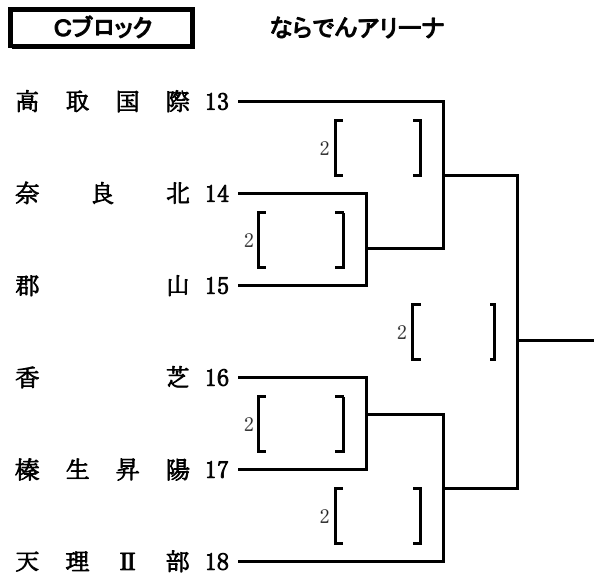 Cブロック ならでんアリーナ
高取国際 13
2
奈良北 14
2
郡山 15
2
香芝 16
2
榛生昇陽 17
2
天理Ⅱ部 18